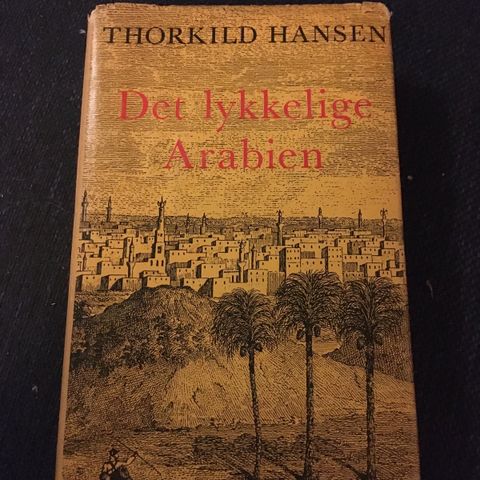 THORKILD HANSEN
Det lykkelige
Arabien